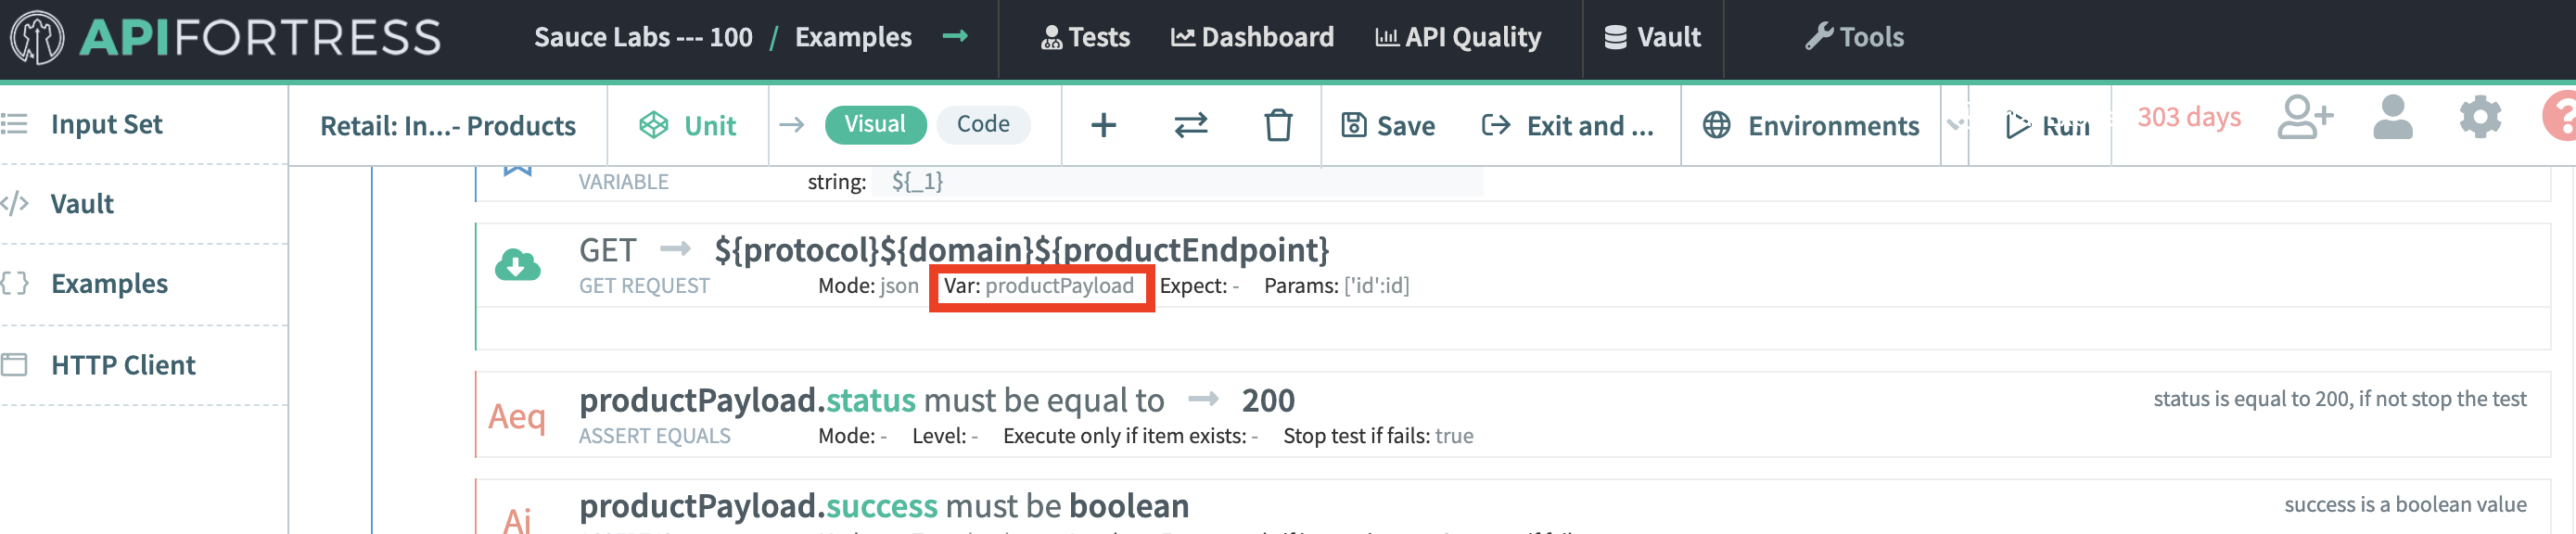 APIFORTRESS
Sauce Labs --- 100 / Examples
Tests
Dashboard
API Quality
Vault
Tools
Input Set
Vault
Examples
HTTP Client
Retail: In...- Products
Unit
Visual
Code
Save
Exit and ...
Environments
Run
303 days
VARIABLE string: ${_1}
GET → ${protocol}${domain}${productEndpoint}
GET REQUEST Mode: json Var: productPayload Expect: - Params: ['id':id]
Aeq productPayload.status must be equal to → 200
status is equal to 200, if not stop the test
ASSERT EQUALS Mode: - Level: - Execute only if item exists: - Stop test if fails: true
Ai productPayload.success must be boolean
success is a boolean value